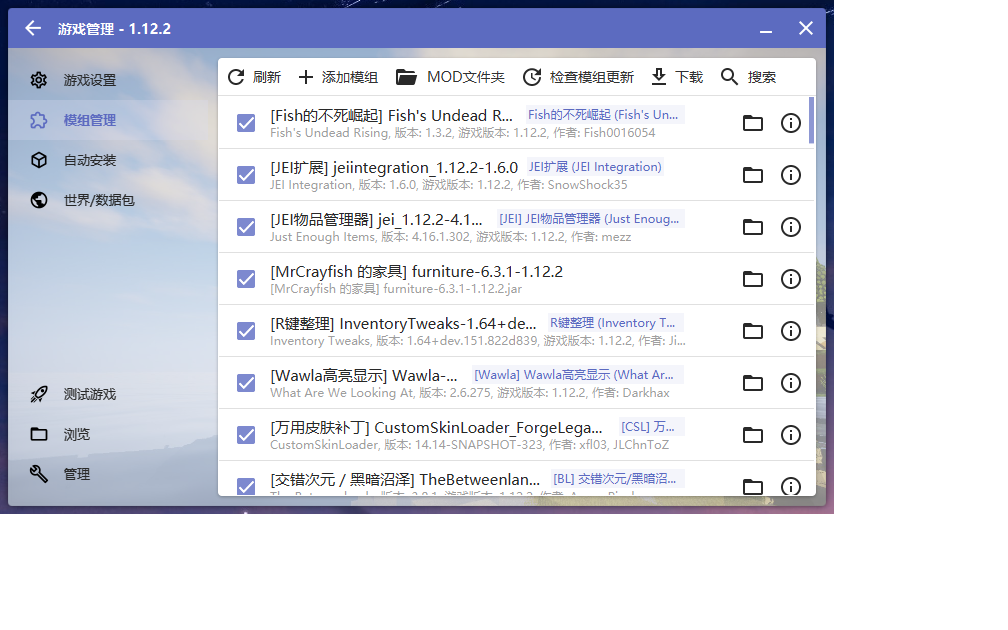 游戏管理 - 1.12.2
游戏设置
模组管理
自动安装
世界/数据包
测试游戏
浏览
管理
刷新 添加模组 MOD文件夹 检查模组更新 下载 搜索
[Fish的不死崛起] Fish's Undead R... Fish的不死崛起 (Fish's Un...
Fish's Undead Rising, 版本: 1.3.2, 游戏版本: 1.12.2, 作者: Fish0016054
[JEI扩展] jeiintegration_1.12.2-1.6.0 JEI扩展 (JEI Integration)
JEI Integration, 版本: 1.6.0, 游戏版本: 1.12.2, 作者: SnowShock35
[JEI物品管理器] jei_1.12.2-4.1... [JEI] JEI物品管理器 (Just Enoug...
Just Enough Items, 版本: 4.16.1.302, 游戏版本: 1.12.2, 作者: mezz
[MrCrayfish 的家具] furniture-6.3.1-1.12.2
[MrCrayfish 的家具] furniture-6.3.1-1.12.2.jar
[R键整理] InventoryTweaks-1.64+de... R键整理 (Inventory T...
Inventory Tweaks, 版本: 1.64+dev.151.822d839, 游戏版本: 1.12.2, 作者: Ji...
[Wawla高亮显示] Wawla-... [Wawla] Wawla高亮显示 (What Ar...
What Are We Looking At, 版本: 2.6.275, 游戏版本: 1.12.2, 作者: Darkhax
[万用皮肤补丁] CustomSkinLoader_ForgeLega... [CSL] 万...
CustomSkinLoader, 版本: 14.14-SNAPSHOT-323, 作者: xfl03, JLChnToZ
[交错次元 / 黑暗沼泽] TheBetweenlan... [BL] 交错次元/黑暗沼...